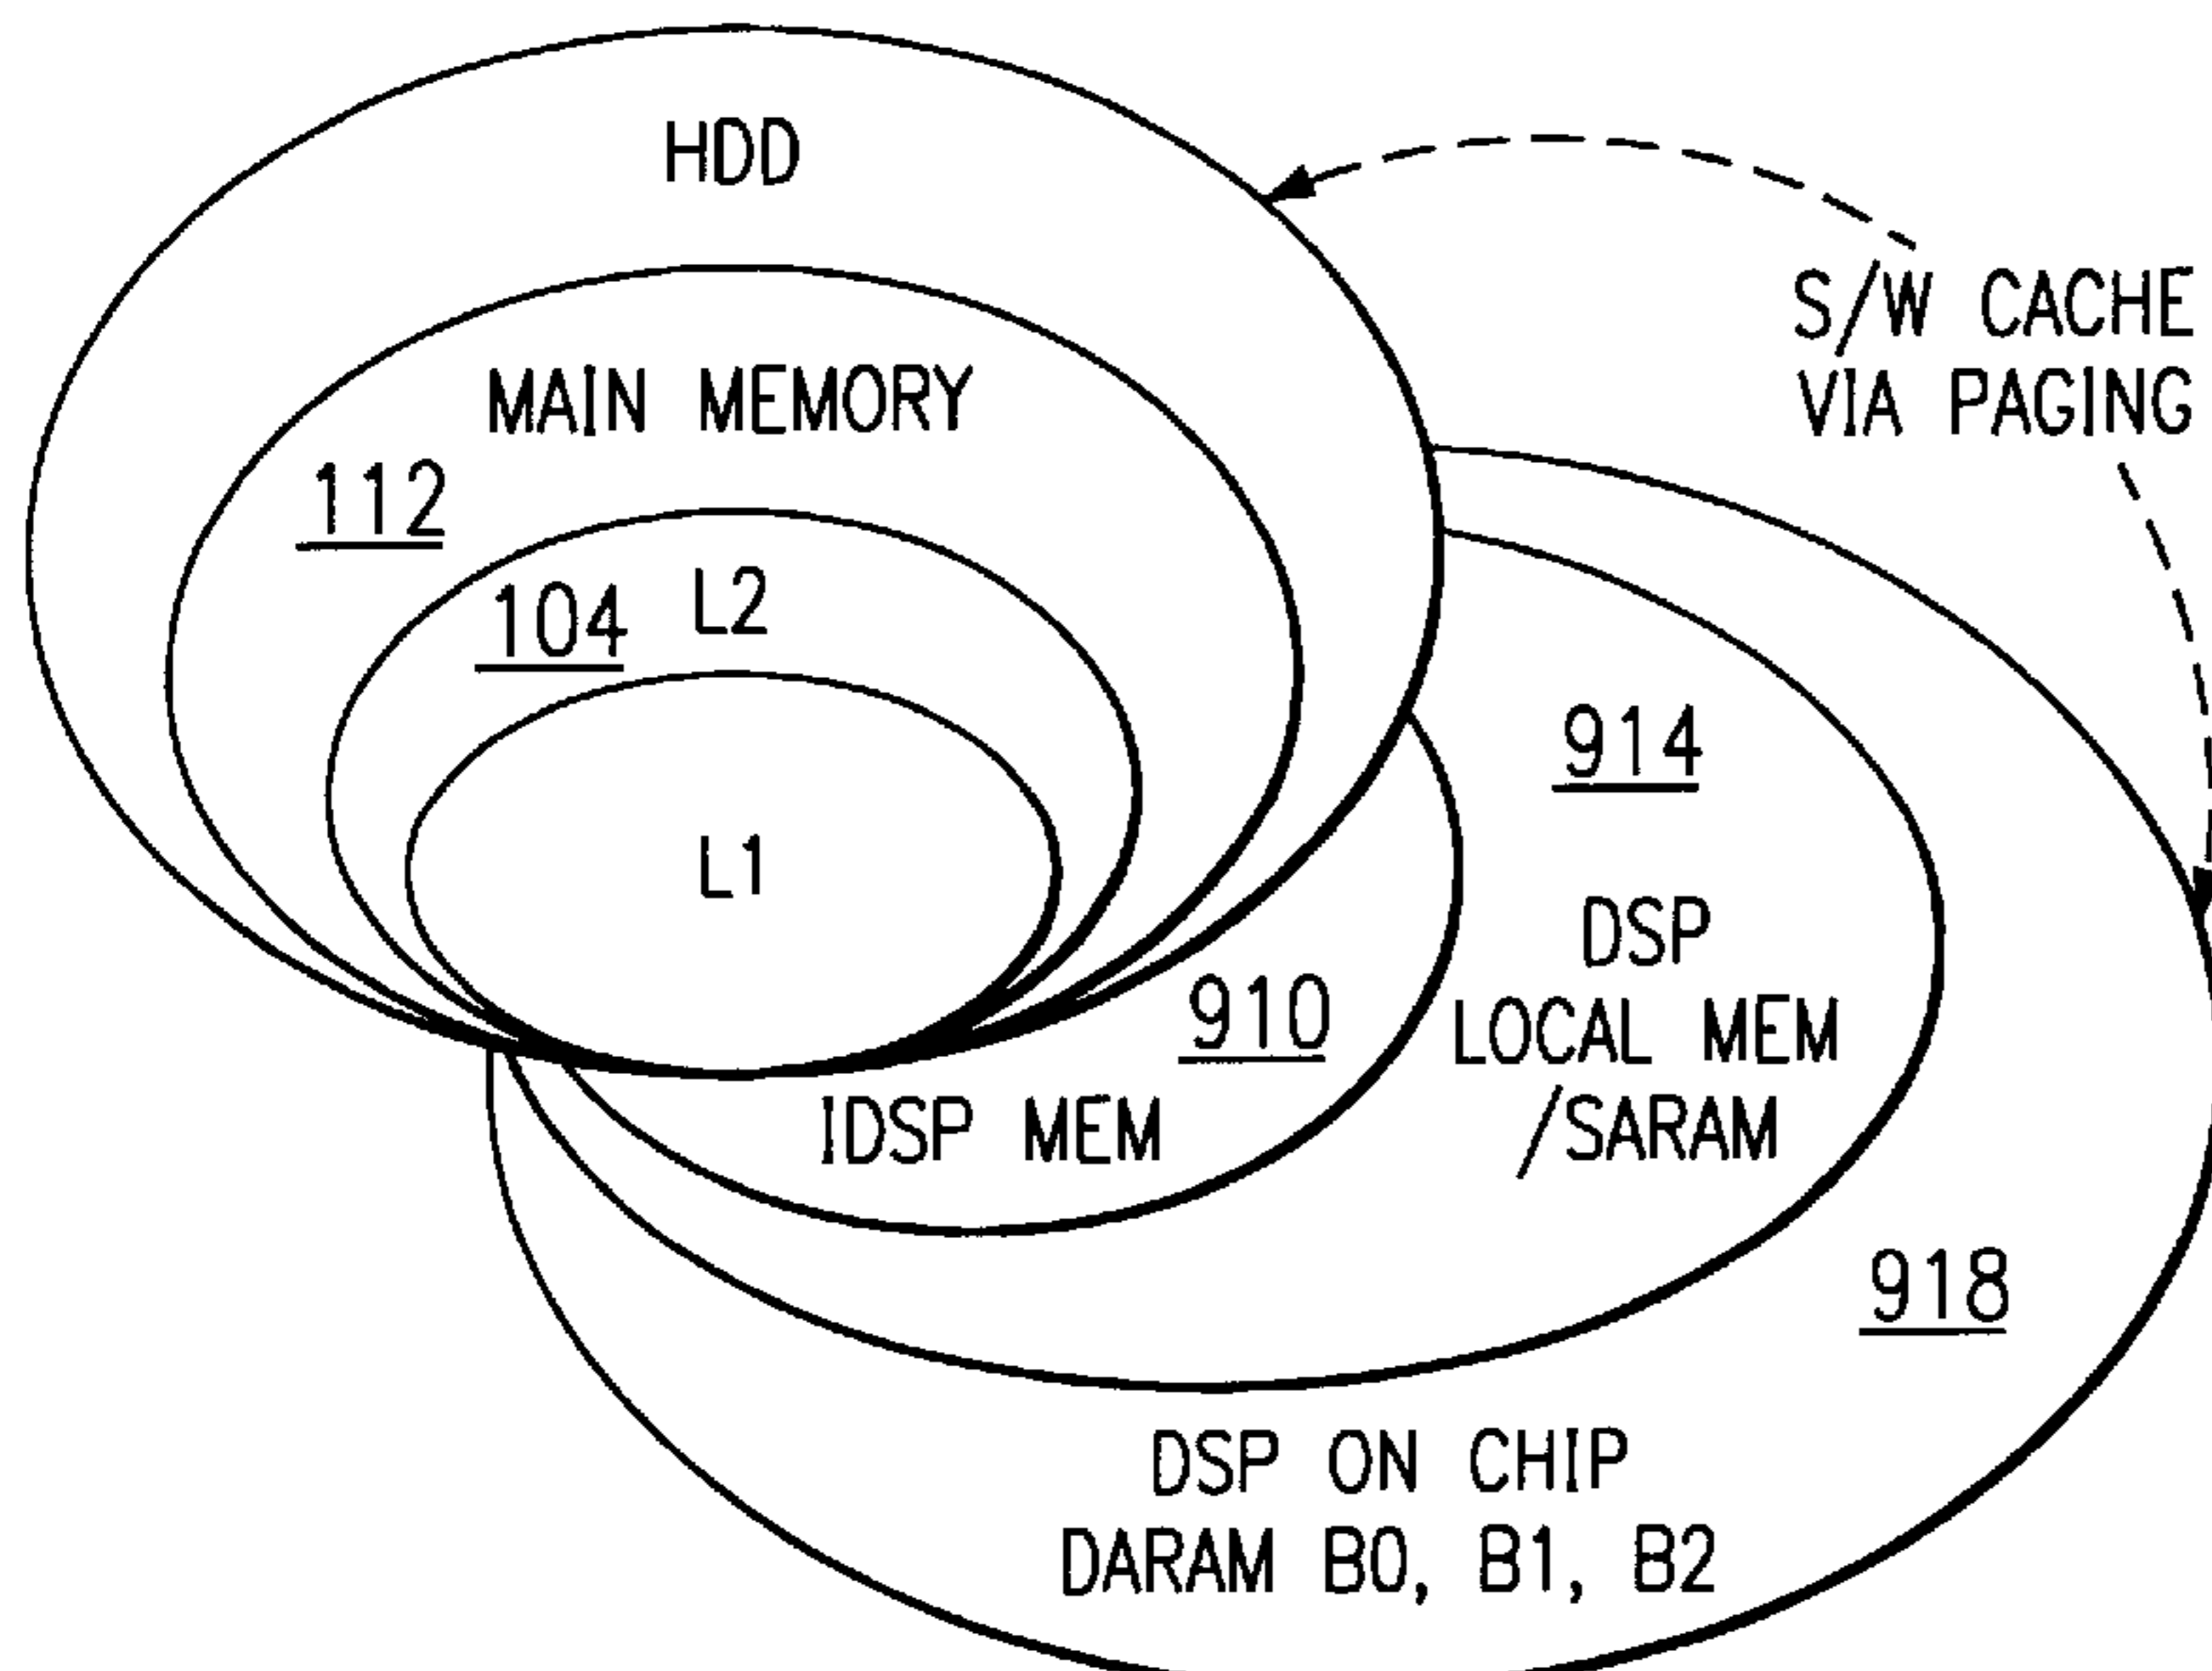 HDD
S/W CACHE
VIA PAGING
MAIN MEMORY
112
L2
104
914
L1
DSP
LOCAL MEM
/SARAM
910
IDSP MEM
918
DSP ON CHIP
DARAM B0, B1, B2